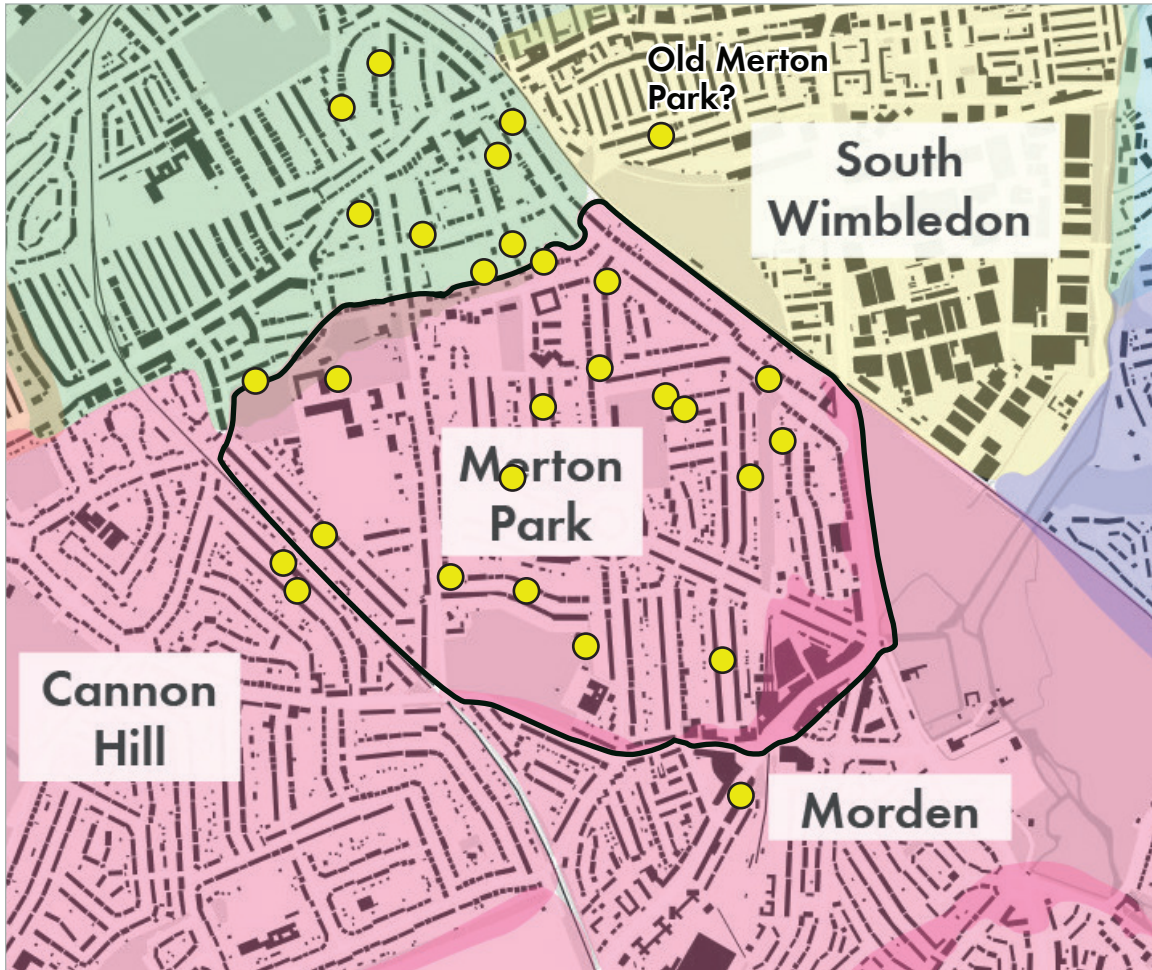 Old Merton
Park?
South
Wimbledon
Merton
Park
Cannon
Hill
Morden